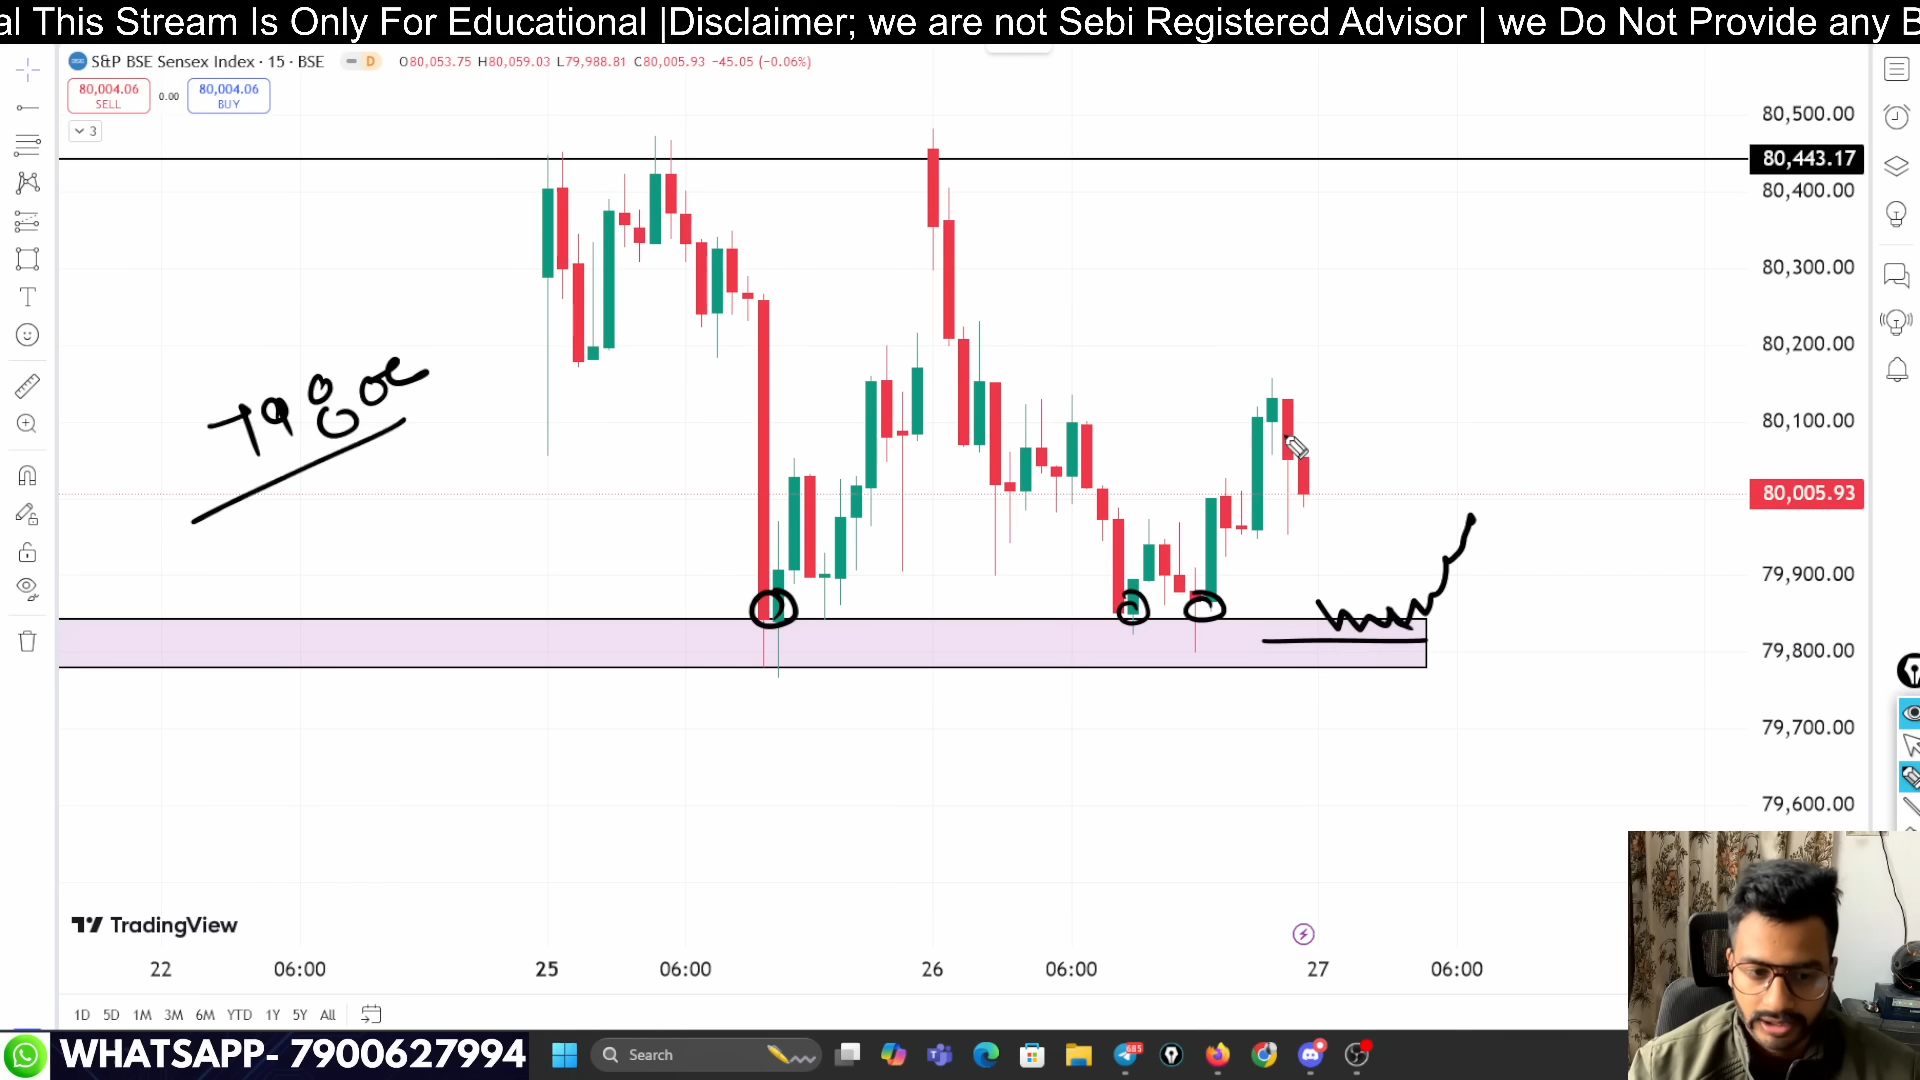 al This Stream Is Only For Educational |Disclaimer; we are not Sebi Registered Advisor | we Do Not Provide any B
S&P BSE Sensex Index · 15 · BSE D O80,053.75 H80,059.03 L79,988.81 C80,005.93 −45.05 (−0.06%)
80,004.06 SELL 0.00 80,004.06 BUY
3
80,500.00
80,443.17
80,400.00
80,300.00
80,200.00
80,100.00
80,005.93
79,900.00
79,800.00
79,700.00
79,600.00
TradingView
22 06:00 25 06:00 26 06:00 27 06:00
1D 5D 1M 3M 6M YTD 1Y 5Y All
WHATSAPP- 7900627994 Search 685